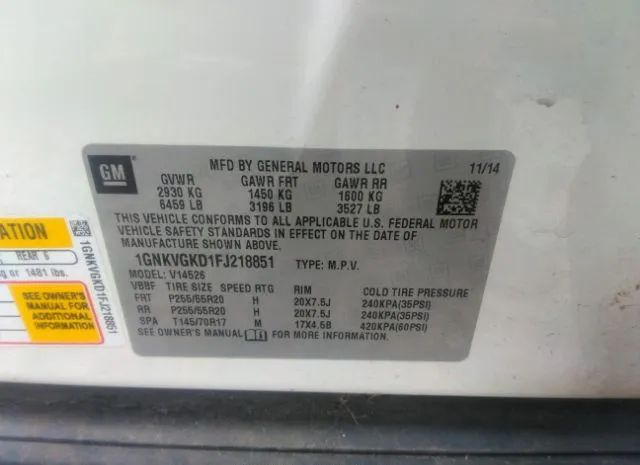 GM
MFD BY GENERAL MOTORS LLC 11/14
GVWR GAWR FRT GAWR RR
2930 KG 1450 KG 1600 KG
6459 LB 3196 LB 3527 LB
THIS VEHICLE CONFORMS TO ALL APPLICABLE U.S. FEDERAL MOTOR
VEHICLE SAFETY STANDARDS IN EFFECT ON THE DATE OF
MANUFACTURE SHOWN ABOVE.
1GNKVGKD1FJ218851 TYPE: M.P.V.
MODEL: V14526
VBBF TIRE SIZE SPEED RTG RIM COLD TIRE PRESSURE
FRT P255/55R20 H 20X7.5J 240KPA(35PSI)
RR P255/55R20 H 20X7.5J 240KPA(35PSI)
SPA T145/70R17 M 17X4.5B 420KPA(60PSI)
SEE OWNER'S MANUAL FOR MORE INFORMATION.
REAR 5
ATION
or 1481 lbs.
SEE OWNER'S
MANUAL FOR
ADDITIONAL
INFORMATION
1GNKVGKD1FJ218851